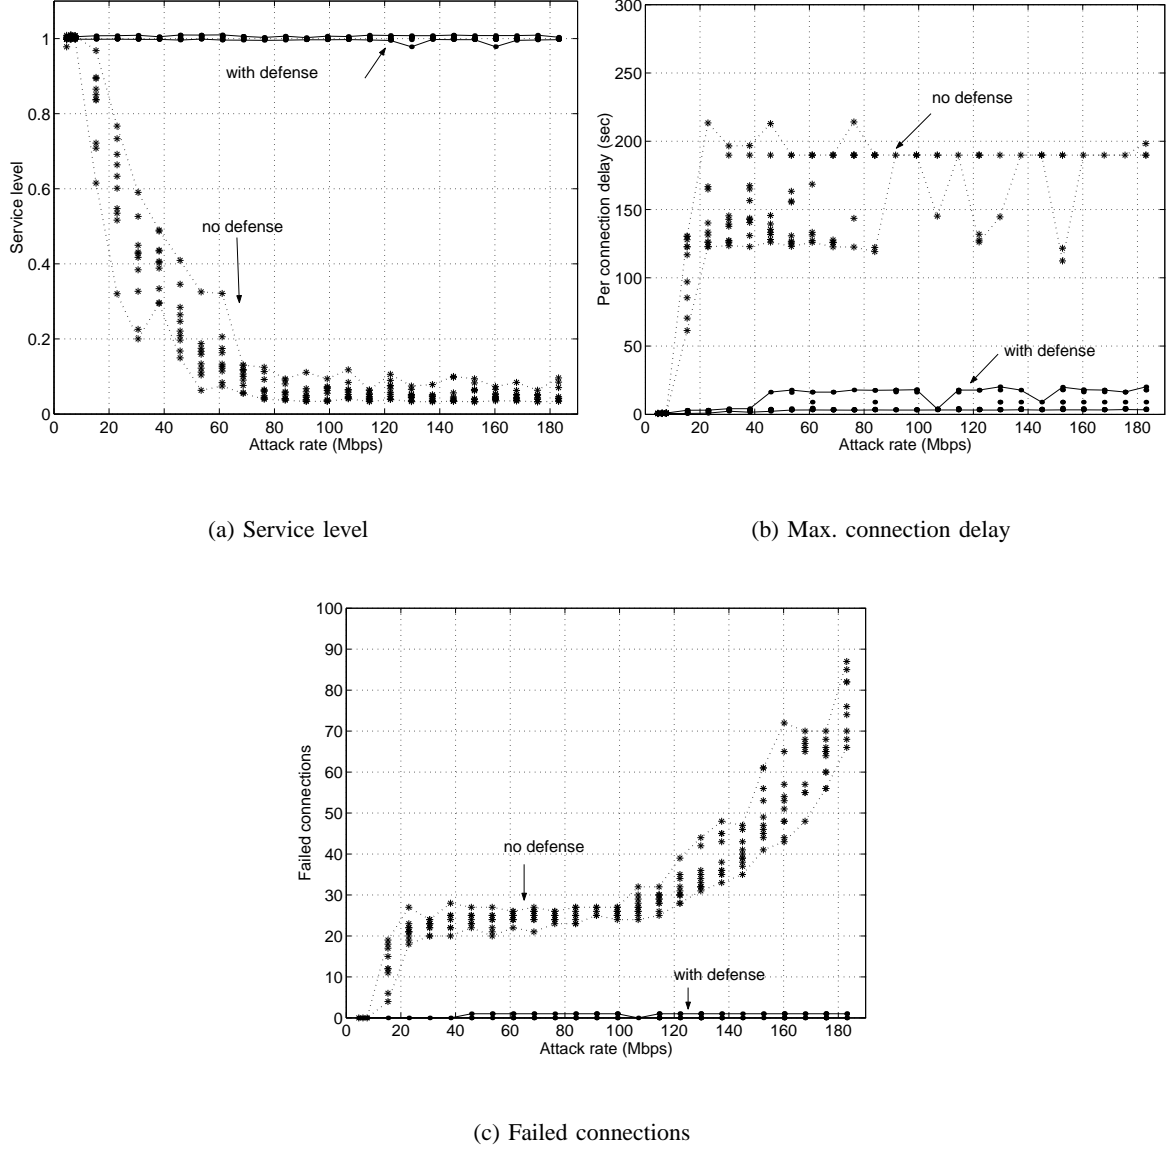 1
0.8
0.6
0.4
0.2
0
Service level
with defense
no defense
0 20 40 60 80 100 120 140 160 180
Attack rate (Mbps)
(a) Service level
300
250
200
150
100
50
0
Per connection delay (sec)
no defense
with defense
0 20 40 60 80 100 120 140 160 180
Attack rate (Mbps)
(b) Max. connection delay
100
90
80
70
60
50
40
30
20
10
0
Failed connections
no defense
with defense
0 20 40 60 80 100 120 140 160 180
Attack rate (Mbps)
(c) Failed connections